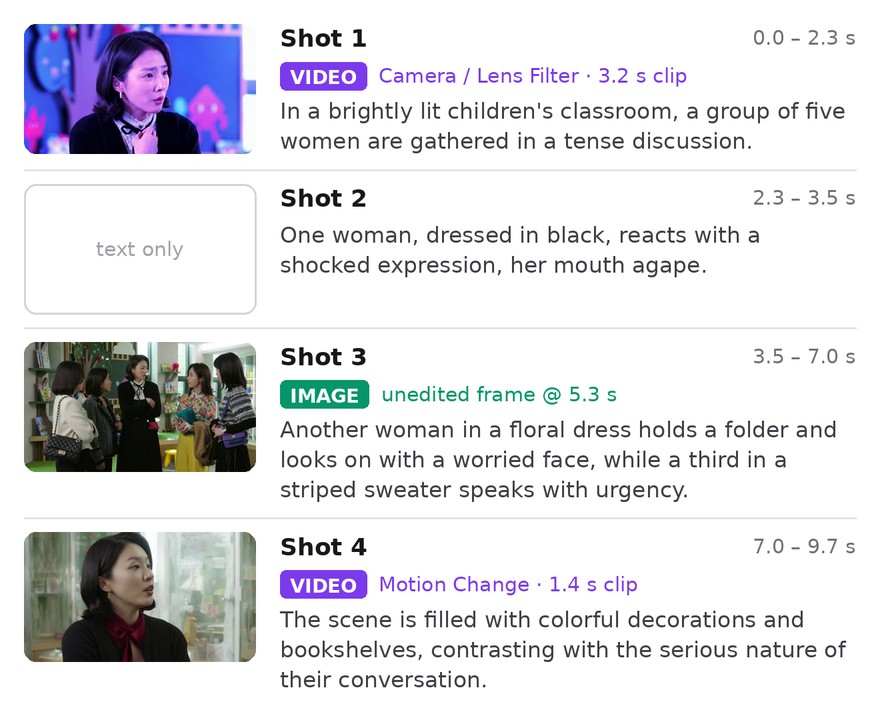 Shot 1
0.0 – 2.3 s
VIDEO Camera / Lens Filter · 3.2 s clip
In a brightly lit children's classroom, a group of five
women are gathered in a tense discussion.
text only
Shot 2
2.3 – 3.5 s
One woman, dressed in black, reacts with a
shocked expression, her mouth agape.
Shot 3
3.5 – 7.0 s
IMAGE unedited frame @ 5.3 s
Another woman in a floral dress holds a folder and
looks on with a worried face, while a third in a
striped sweater speaks with urgency.
Shot 4
7.0 – 9.7 s
VIDEO Motion Change · 1.4 s clip
The scene is filled with colorful decorations and
bookshelves, contrasting with the serious nature of
their conversation.